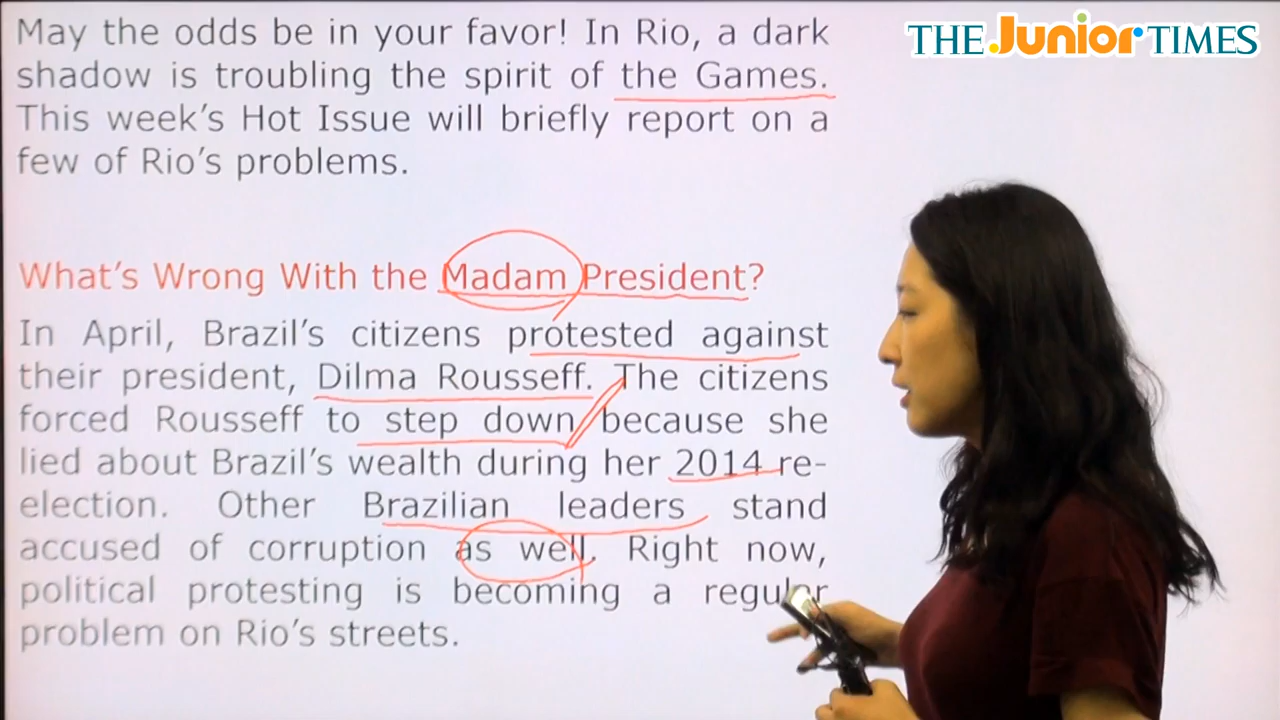 THE Junior TIMES
May the odds be in your favor! In Rio, a dark
shadow is troubling the spirit of the Games.
This week's Hot Issue will briefly report on a
few of Rio's problems.
What's Wrong With the Madam President?
In April, Brazil's citizens protested against
their president, Dilma Rousseff. The citizens
forced Rousseff to step down because she
lied about Brazil's wealth during her 2014 re-
election. Other Brazilian leaders stand
accused of corruption as well. Right now,
political protesting is becoming a regular
problem on Rio's streets.